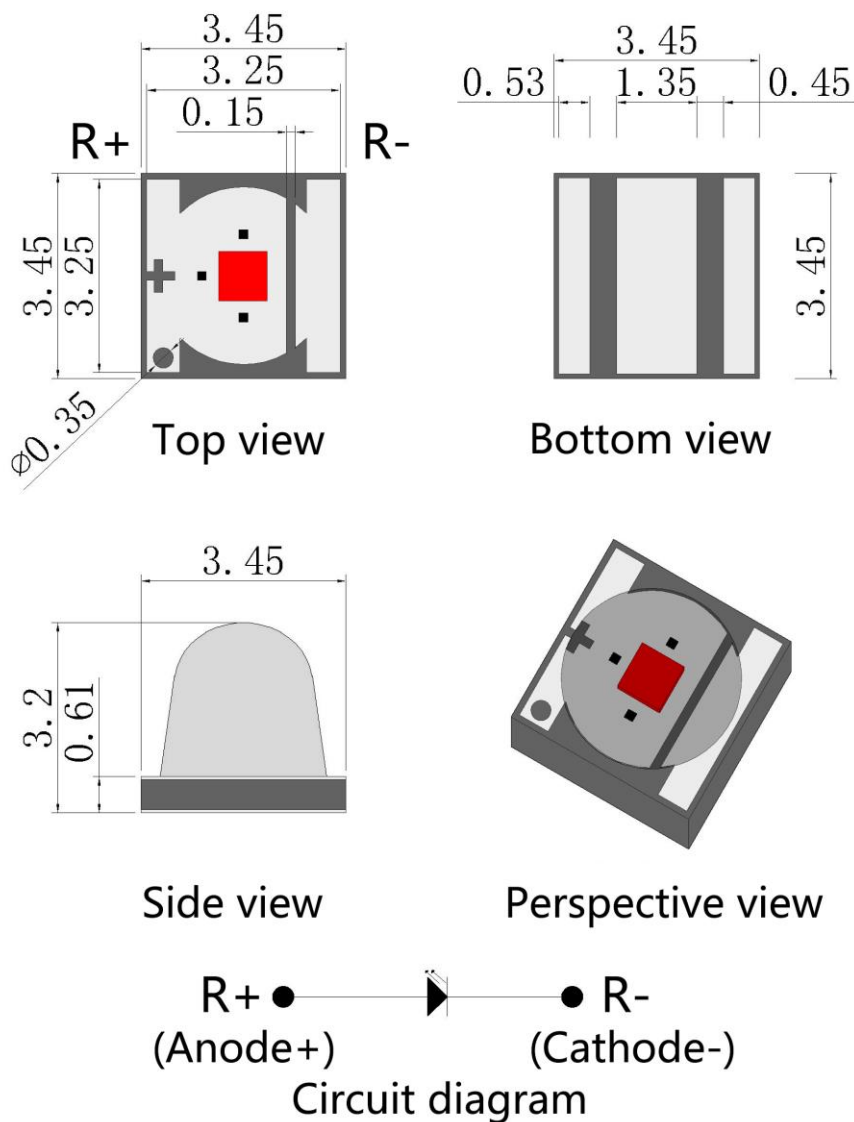 3.45
3.25
0.15
R+
R-
3.45
3.25
Ø0.35
Top view
3.45
0.53
1.35
0.45
3.45
Bottom view
3.45
3.2
0.61
Side view
Perspective view
R+
R-
(Anode+)
(Cathode-)
Circuit diagram